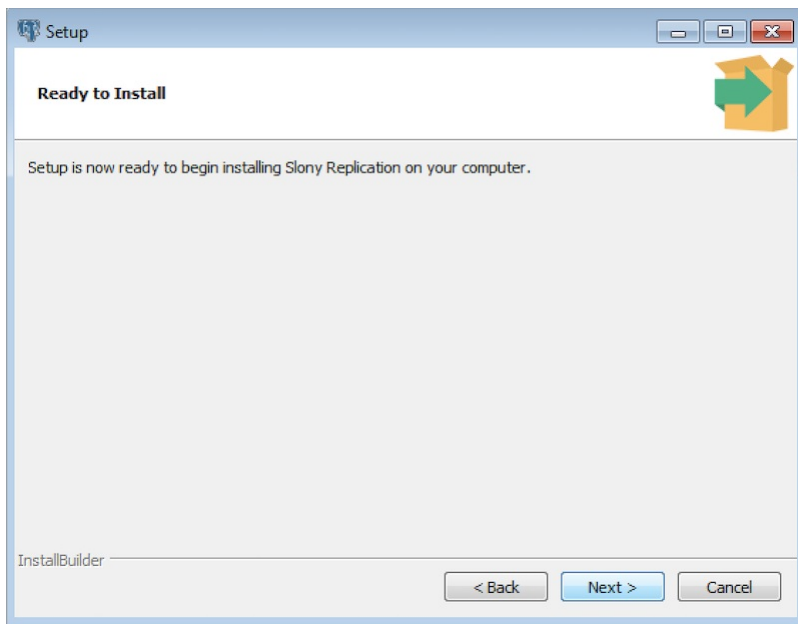 Setup
Ready to Install
Setup is now ready to begin installing Slony Replication on your computer.
InstallBuilder
< Back
Next >
Cancel